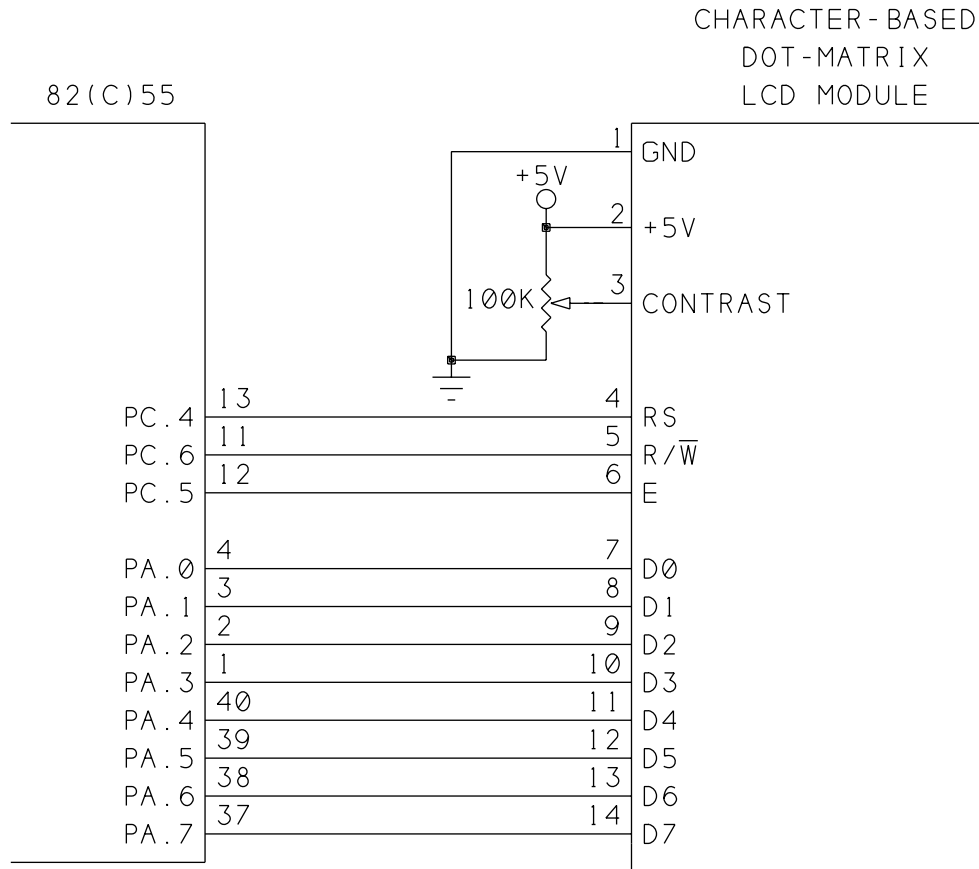 CHARACTER-BASED
DOT-MATRIX
LCD MODULE
82(C)55
1 GND
+5V
2 +5V
100K
3 CONTRAST
PC.4 13 4 RS
PC.6 11 5 R/W̅
PC.5 12 6 E
PA.0 4 7 D0
PA.1 3 8 D1
PA.2 2 9 D2
PA.3 1 10 D3
PA.4 40 11 D4
PA.5 39 12 D5
PA.6 38 13 D6
PA.7 37 14 D7